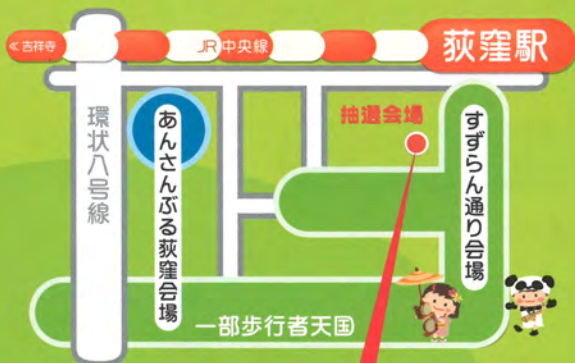 ≪吉祥寺
JR中央線
荻窪駅
環状八号線
あんさんぶる荻窪会場
抽選会場
すずらん通り会場
一部歩行者天国